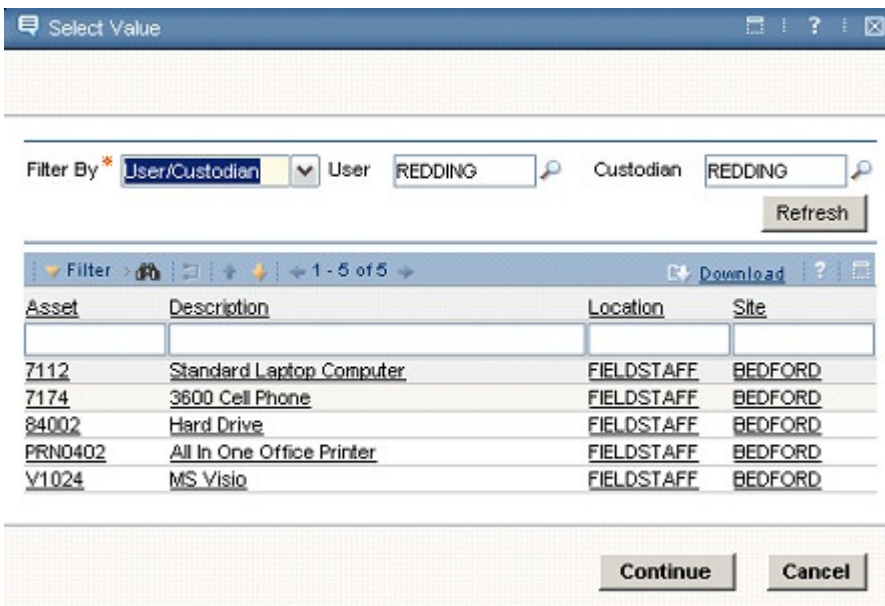 Select Value
?
Filter By * User/Custodian User REDDING Custodian REDDING
Refresh
Filter 1 - 5 of 5 Download ?
Asset Description Location Site
7112 Standard Laptop Computer FIELDSTAFF BEDFORD
7174 3600 Cell Phone FIELDSTAFF BEDFORD
84002 Hard Drive FIELDSTAFF BEDFORD
PRN0402 All In One Office Printer FIELDSTAFF BEDFORD
V1024 MS Visio FIELDSTAFF BEDFORD
Continue Cancel